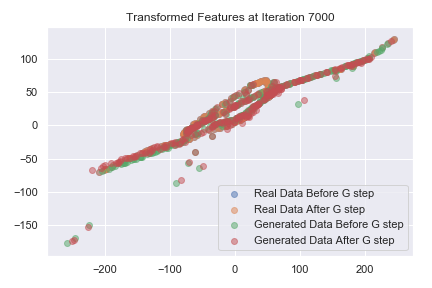 Transformed Features at Iteration 7000
100
50
0
−50
−100
−150
−200
−100
0
100
200
Real Data Before G step
Real Data After G step
Generated Data Before G step
Generated Data After G step